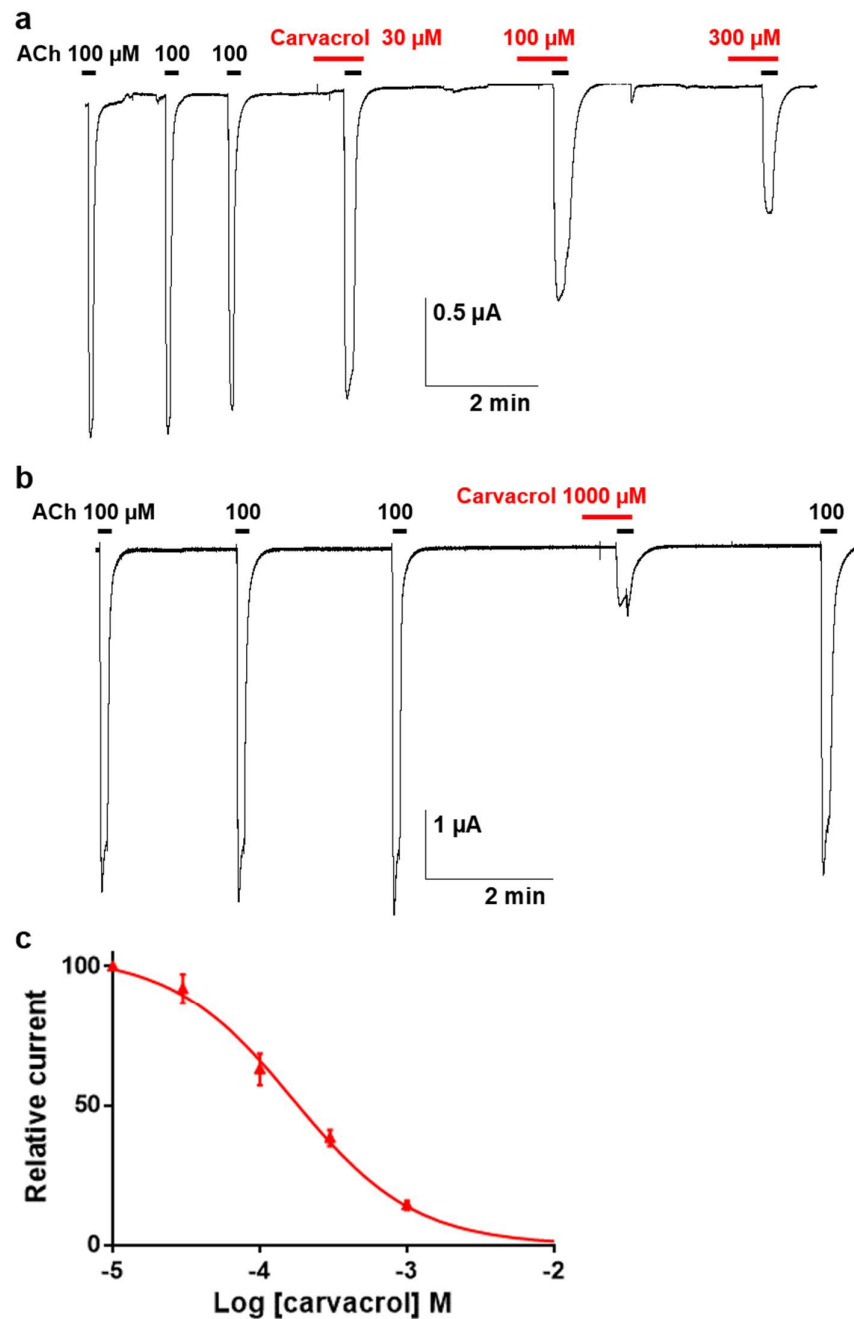 a
Carvacrol 30 µM 100 µM 300 µM
ACh 100 µM 100 100
0.5 µA
2 min
b
Carvacrol 1000 µM
ACh 100 µM 100 100 100
1 µA
2 min
c
100
50
0
Relative current
-5 -4 -3 -2
Log [carvacrol] M